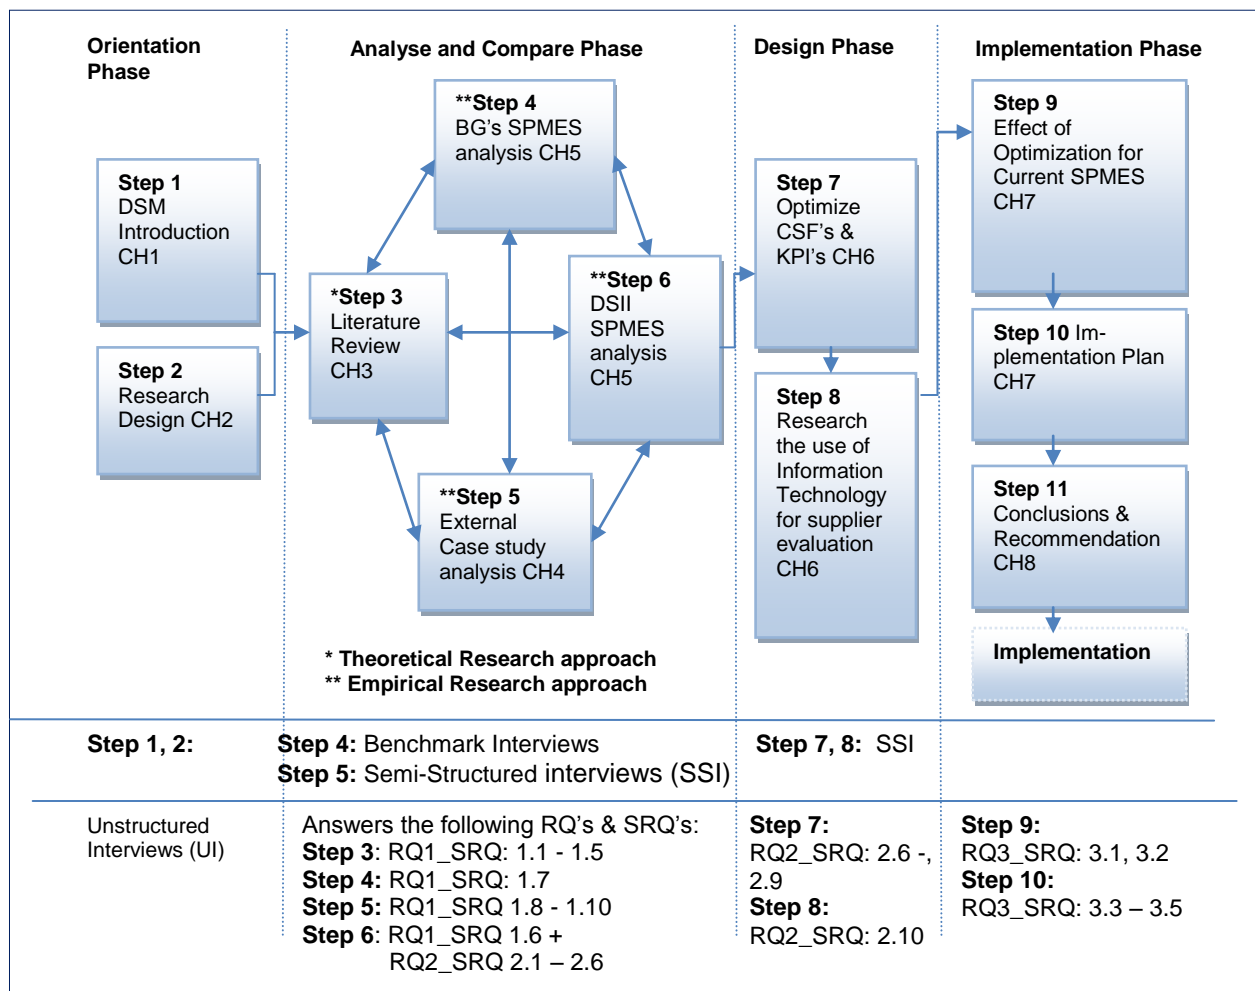 Orientation
Phase
Analyse and Compare Phase
Design Phase
Implementation Phase
Step 1
DSM
Introduction
CH1
Step 2
Research
Design CH2
*Step 3
Literature
Review
CH3
**Step 4
BG's SPMES
analysis CH5
**Step 5
External
Case study
analysis CH4
**Step 6
DSII
SPMES
analysis
CH5
* Theoretical Research approach
** Empirical Research approach
Step 7
Optimize
CSF's &
KPI's CH6
Step 8
Research
the use of
Information
Technology
for supplier
evaluation
CH6
Step 9
Effect of
Optimization for
Current SPMES
CH7
Step 10 Im-
plementation Plan
CH7
Step 11
Conclusions &
Recommendation
CH8
Implementation
Step 1, 2:
Step 4: Benchmark Interviews
Step 5: Semi-Structured interviews (SSI)
Step 7, 8: SSI
Unstructured
Interviews (UI)
Answers the following RQ's & SRQ's:
Step 3: RQ1_SRQ: 1.1 - 1.5
Step 4: RQ1_SRQ: 1.7
Step 5: RQ1_SRQ 1.8 - 1.10
Step 6: RQ1_SRQ 1.6 +
RQ2_SRQ 2.1 – 2.6
Step 7:
RQ2_SRQ: 2.6 -,
2.9
Step 8:
RQ2_SRQ: 2.10
Step 9:
RQ3_SRQ: 3.1, 3.2
Step 10:
RQ3_SRQ: 3.3 – 3.5